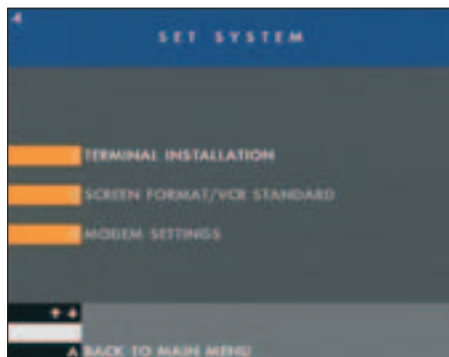 4
SET SYSTEM
TERMINAL INSTALLATION
SCREEN FORMAT/VCR STANDARD
MODEM SETTINGS
A BACK TO MAIN MENU